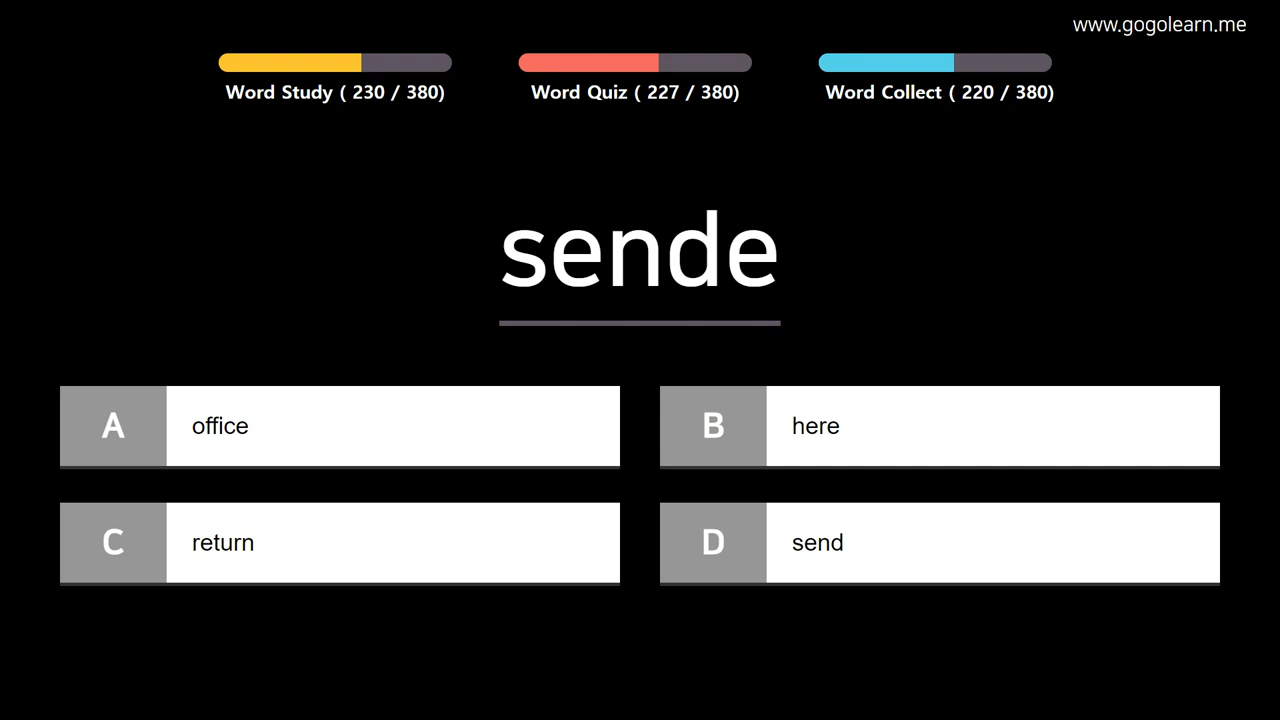 www.gogolearn.me
Word Study ( 230 / 380)
Word Quiz ( 227 / 380)
Word Collect ( 220 / 380)
sende
A office
B here
C return
D send